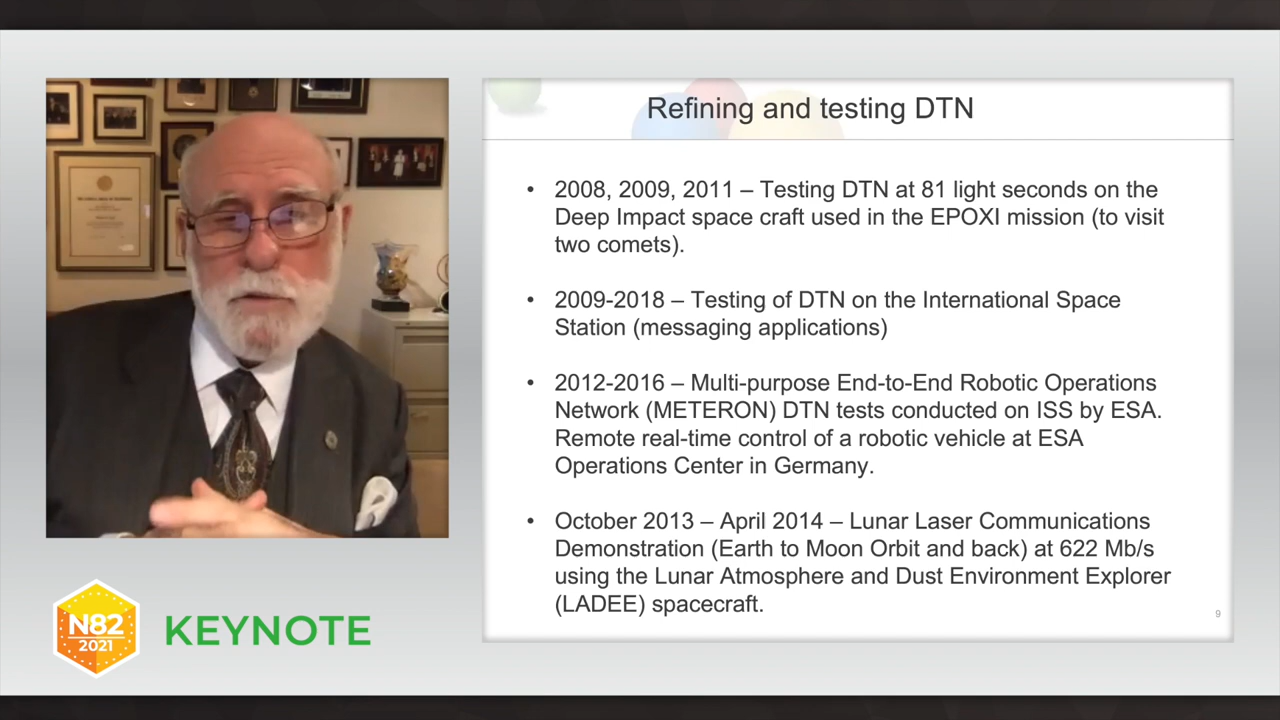 Refining and testing DTN
• 2008, 2009, 2011 – Testing DTN at 81 light seconds on the
Deep Impact space craft used in the EPOXI mission (to visit
two comets).
• 2009-2018 – Testing of DTN on the International Space
Station (messaging applications)
• 2012-2016 – Multi-purpose End-to-End Robotic Operations
Network (METERON) DTN tests conducted on ISS by ESA.
Remote real-time control of a robotic vehicle at ESA
Operations Center in Germany.
• October 2013 – April 2014 – Lunar Laser Communications
Demonstration (Earth to Moon Orbit and back) at 622 Mb/s
using the Lunar Atmosphere and Dust Environment Explorer
(LADEE) spacecraft.
9
N82
2021
KEYNOTE